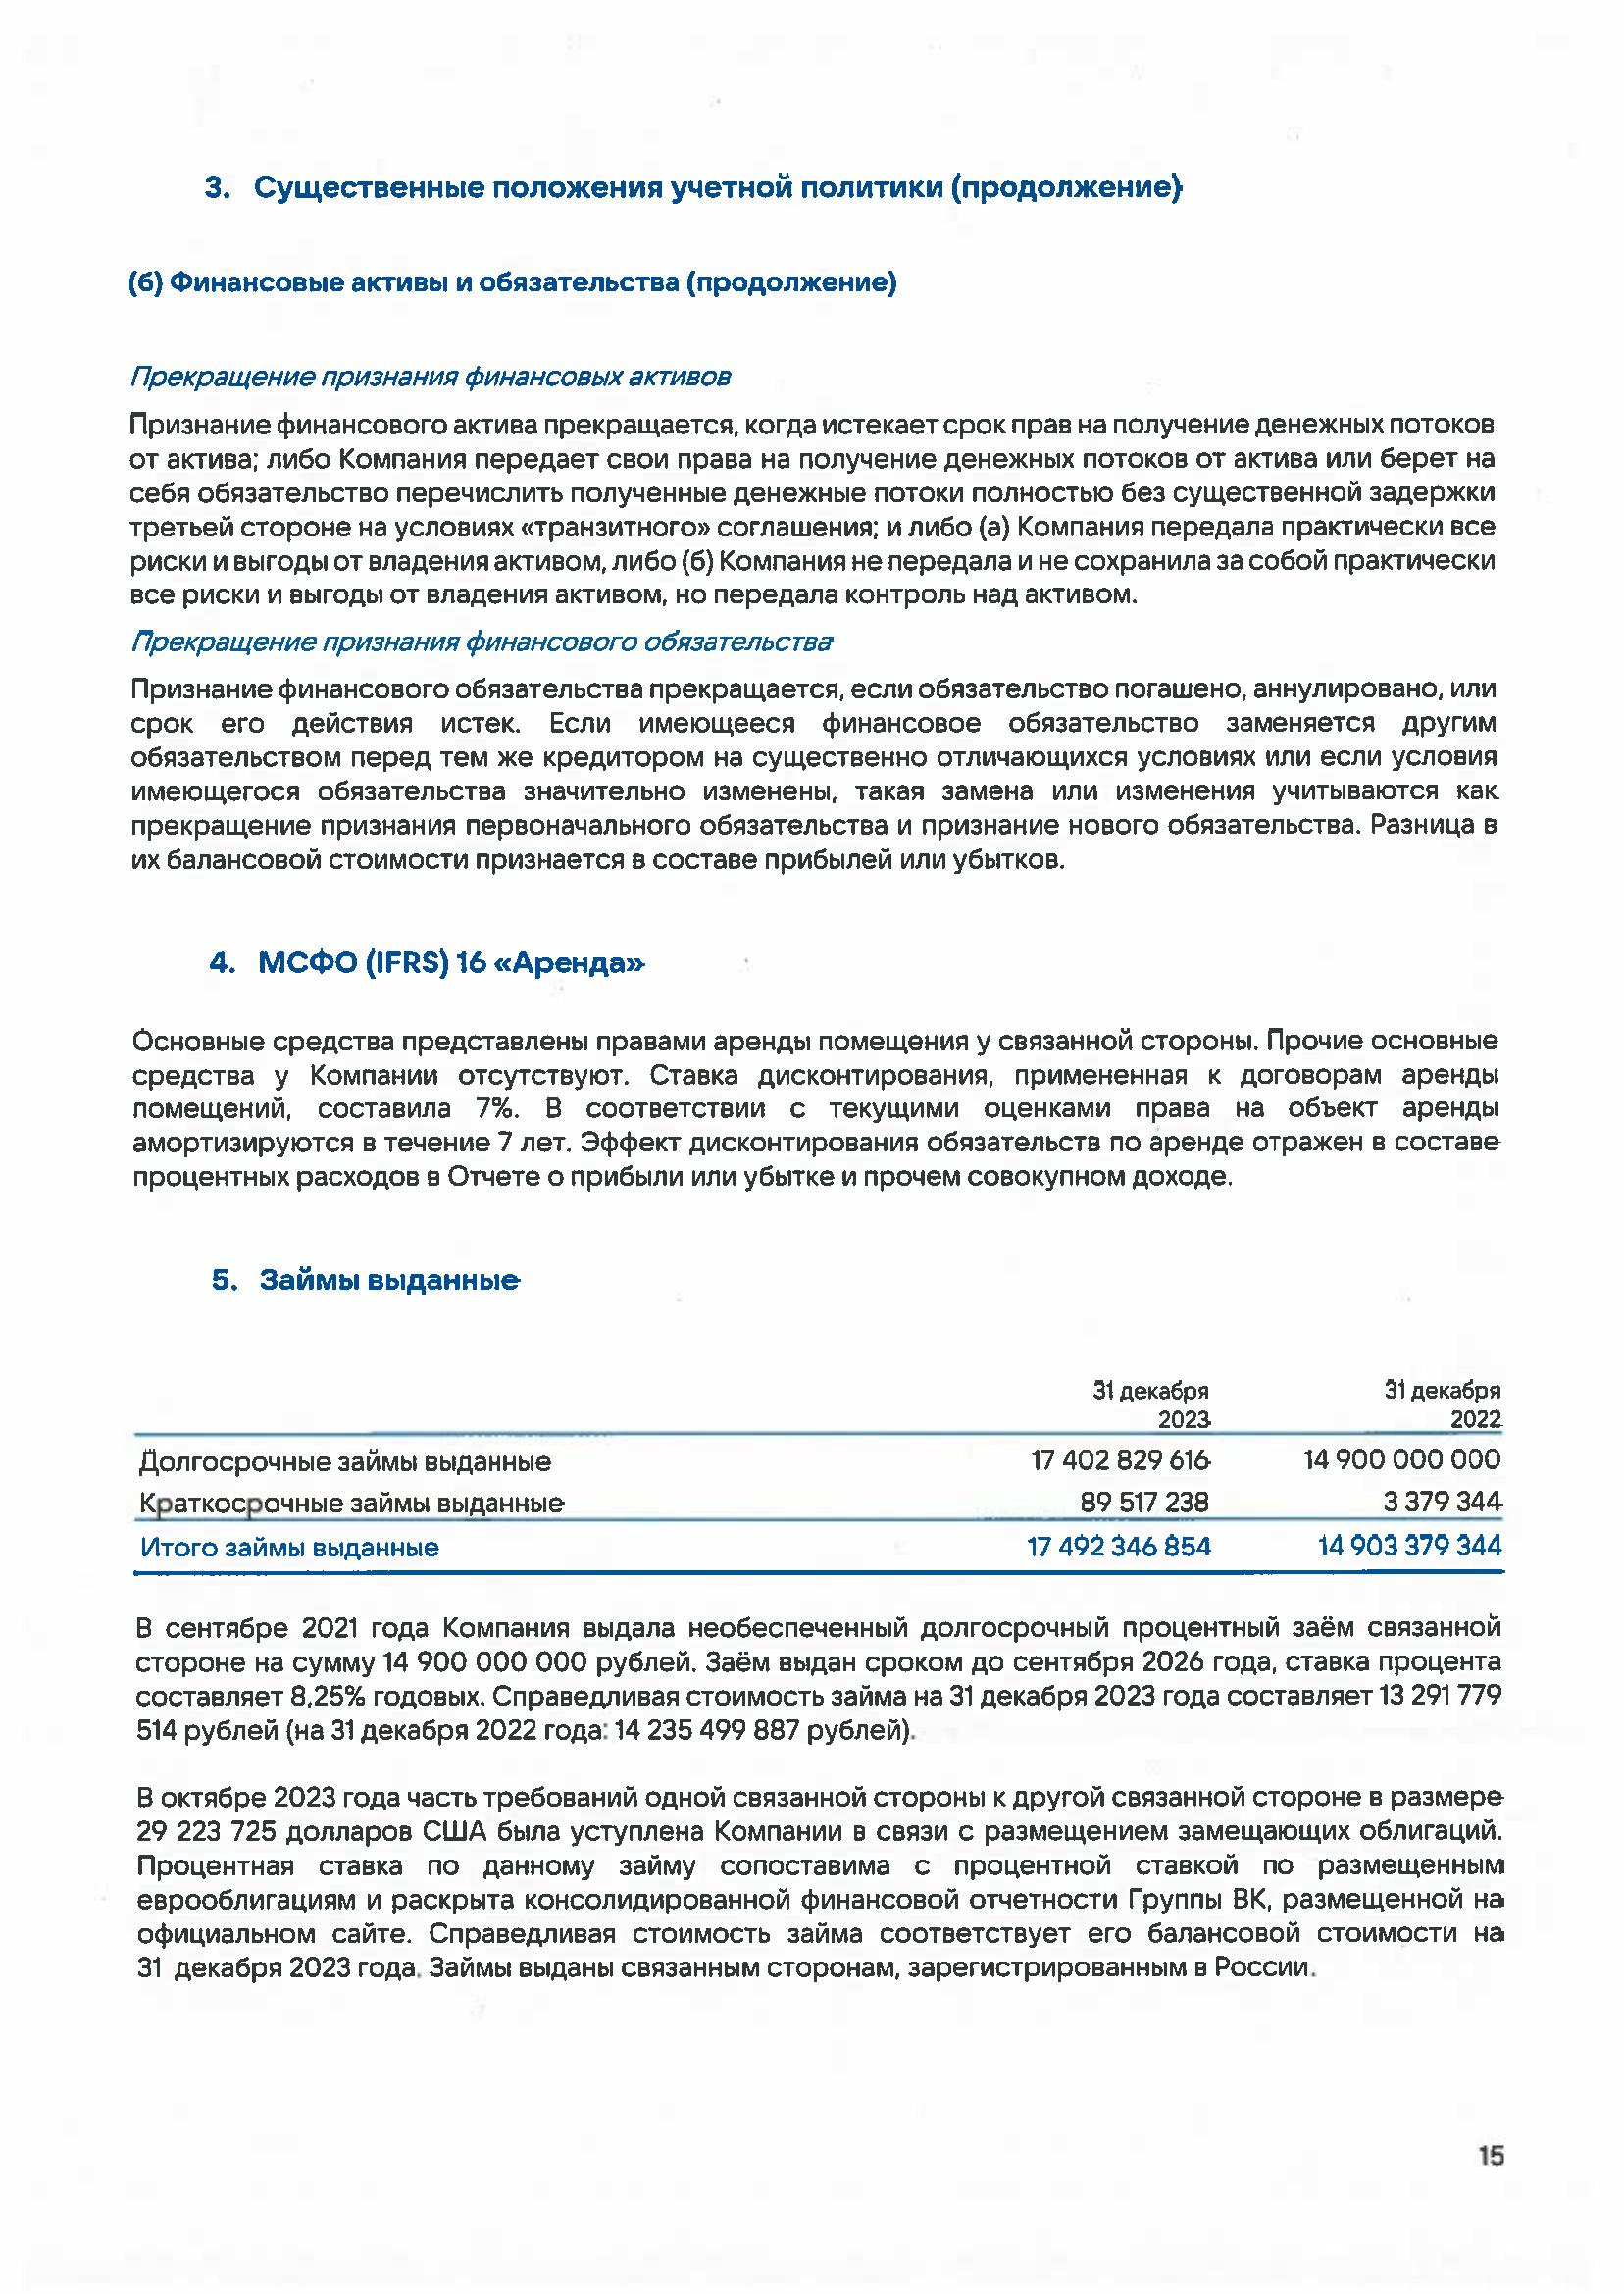 3. Существенные положения учетной политики (продолжение)
(б) Финансовые активы и обязательства (продолжение)
Прекращение признания финансовых активов
Признание финансового актива прекращается, когда истекает срок прав на получение денежных потоков
от актива; либо Компания передает свои права на получение денежных потоков от актива или берет на
себя обязательство перечислить полученные денежные потоки полностью без существенной задержки
третьей стороне на условиях «транзитного» соглашения; и либо (а) Компания передала практически все
риски и выгоды от владения активом, либо (б) Компания не передала и не сохранила за собой практически
все риски и выгоды от владения активом, но передала контроль над активом.
Прекращение признания финансового обязательства
Признание финансового обязательства прекращается, если обязательство погашено, аннулировано, или
срок его действия истек. Если имеющееся финансовое обязательство заменяется другим
обязательством перед тем же кредитором на существенно отличающихся условиях или если условия
имеющегося обязательства значительно изменены, такая замена или изменения учитываются как
прекращение признания первоначального обязательства и признание нового обязательства. Разница в
их балансовой стоимости признается в составе прибылей или убытков.
4. МСФО (IFRS) 16 «Аренда»
Основные средства представлены правами аренды помещения у связанной стороны. Прочие основные
средства у Компании отсутствуют. Ставка дисконтирования, примененная к договорам аренды
помещений, составила 7%. В соответствии с текущими оценками права на объект аренды
амортизируются в течение 7 лет. Эффект дисконтирования обязательств по аренде отражен в составе
процентных расходов в Отчете о прибыли или убытке и прочем совокупном доходе.
5. Займы выданные
31 декабря 31 декабря
2023 2022
Долгосрочные займы выданные 17 402 829 616 14 900 000 000
Краткосрочные займы выданные 89 517 238 3 379 344
Итого займы выданные 17 492 346 854 14 903 379 344
В сентябре 2021 года Компания выдала необеспеченный долгосрочный процентный заём связанной
стороне на сумму 14 900 000 000 рублей. Заём выдан сроком до сентября 2026 года, ставка процента
составляет 8,25% годовых. Справедливая стоимость займа на 31 декабря 2023 года составляет 13 291 779
514 рублей (на 31 декабря 2022 года: 14 235 499 887 рублей).
В октябре 2023 года часть требований одной связанной стороны к другой связанной стороне в размере
29 223 725 долларов США была уступлена Компании в связи с размещением замещающих облигаций.
Процентная ставка по данному займу сопоставима с процентной ставкой по размещенным
еврооблигациям и раскрыта консолидированной финансовой отчетности Группы ВК, размещенной на
официальном сайте. Справедливая стоимость займа соответствует его балансовой стоимости на
31 декабря 2023 года. Займы выданы связанным сторонам, зарегистрированным в России.
15